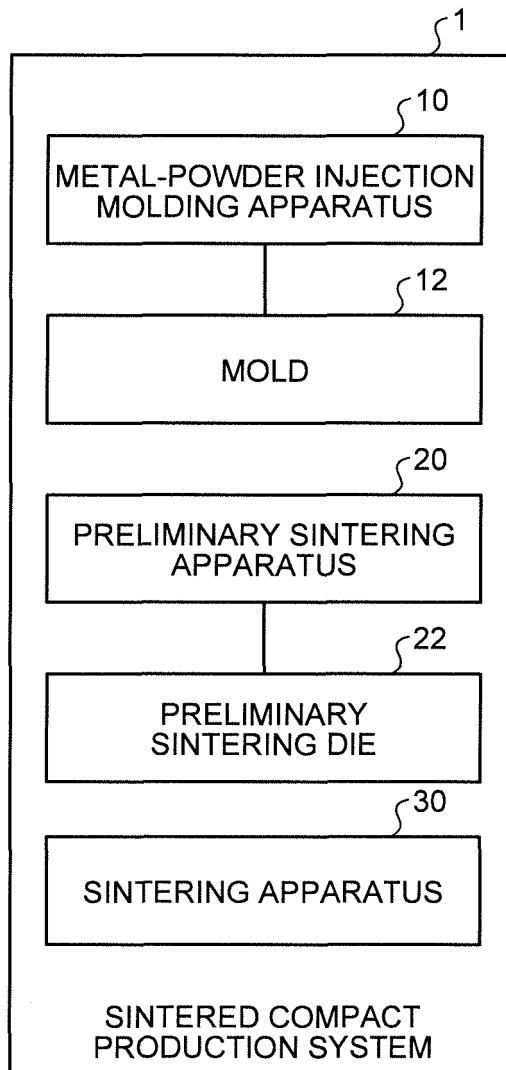 1
10
METAL-POWDER INJECTION
MOLDING APPARATUS
12
MOLD
20
PRELIMINARY SINTERING
APPARATUS
22
PRELIMINARY
SINTERING DIE
30
SINTERING APPARATUS
SINTERED COMPACT
PRODUCTION SYSTEM